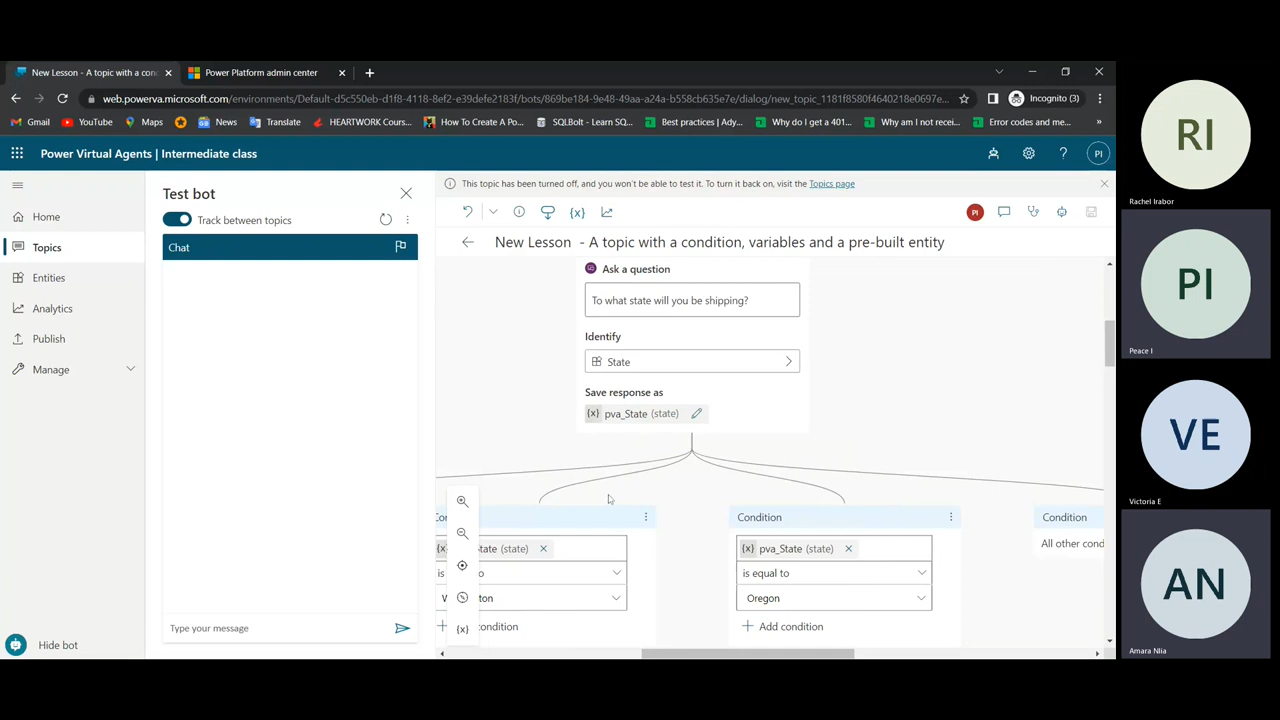 New Lesson - A topic with a con
Power Platform admin center
web.powerva.microsoft.com/environments/Default-d5c550eb-d1f8-4118-8ef2-e39defe2183f/bots/869be184-9e48-49aa-a24a-b558cb635e7e/dialog/new_topic_1181f8580f4640218e0697e...
Incognito (3)
Gmail
YouTube
Maps
News
Translate
HEARTWORK Cours...
How To Create A Po...
SQLBolt - Learn SQ...
Best practices | Ady...
Why do I get a 401...
Why am I not recei...
Error codes and me...
»
Power Virtual Agents | Intermediate class
PI
Home
Topics
Entities
Analytics
Publish
Manage
Hide bot
Test bot
Track between topics
Chat
Type your message
This topic has been turned off, and you won't be able to test it. To turn it back on, visit the Topics page
{x}
PI
New Lesson - A topic with a condition, variables and a pre-built entity
Ask a question
To what state will you be shipping?
Identify
State
Save response as
{x} pva_State (state)
State (state)
Condition
{x} pva_State (state)
is equal to
Oregon
+ Add condition
Condition
All other cond
{x}
RI
Rachel Irabor
PI
Peace I
VE
Victoria E
AN
Amara Nlia